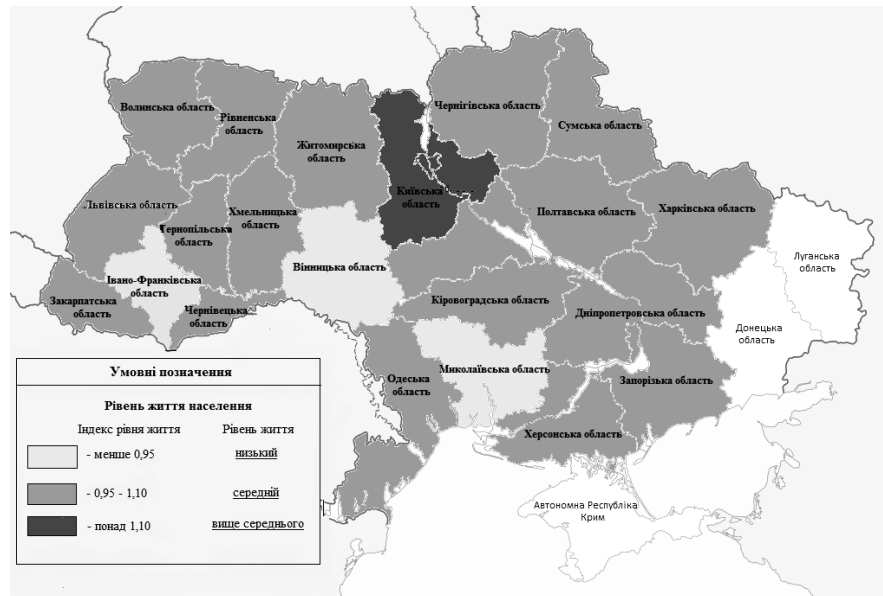 Волинська область
Рівненська
область
Житомирська
область
Чернігівська область
Сумська область
Київська
область
Львівська область
Тернопільська
область
Хмельницька
область
Полтавська область
Харківська область
Луганська
область
Вінницька область
Івано-Франківська
область
Закарпатська
область
Чернівецька
область
Кіровоградська область
Дніпропетровська
область
Донецька
область
Миколаївська область
Одеська
область
Запорізька область
Херсонська область
Автономна Республіка
Крим
Умовні позначення
Рівень життя населення
Індекс рівня життя Рівень життя
- менше 0,95 низький
- 0,95 - 1,10 середній
- понад 1,10 вище середнього